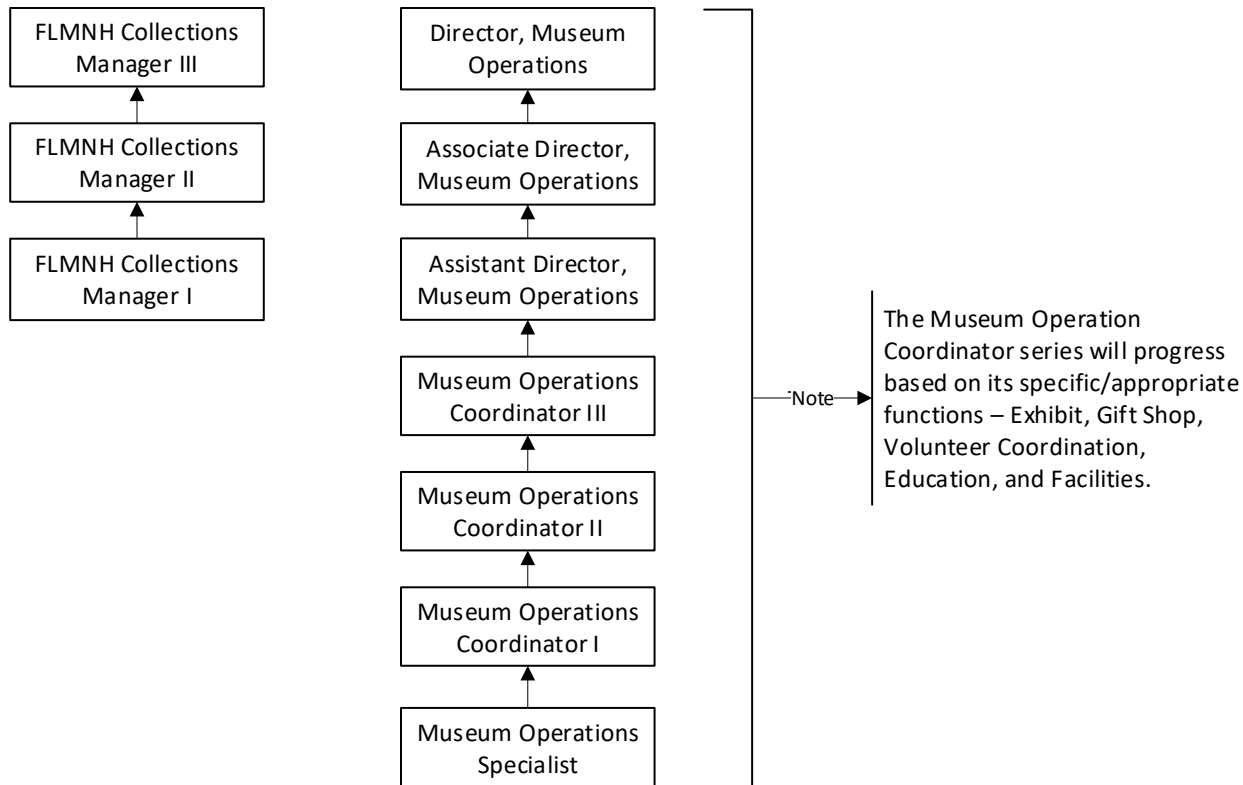 FLMNH Collections
Manager III
FLMNH Collections
Manager II
FLMNH Collections
Manager I
Director, Museum
Operations
Associate Director,
Museum Operations
Assistant Director,
Museum Operations
Museum Operations
Coordinator III
Museum Operations
Coordinator II
Museum Operations
Coordinator I
Museum Operations
Specialist
Note
The Museum Operation
Coordinator series will progress
based on its specific/appropriate
functions – Exhibit, Gift Shop,
Volunteer Coordination,
Education, and Facilities.